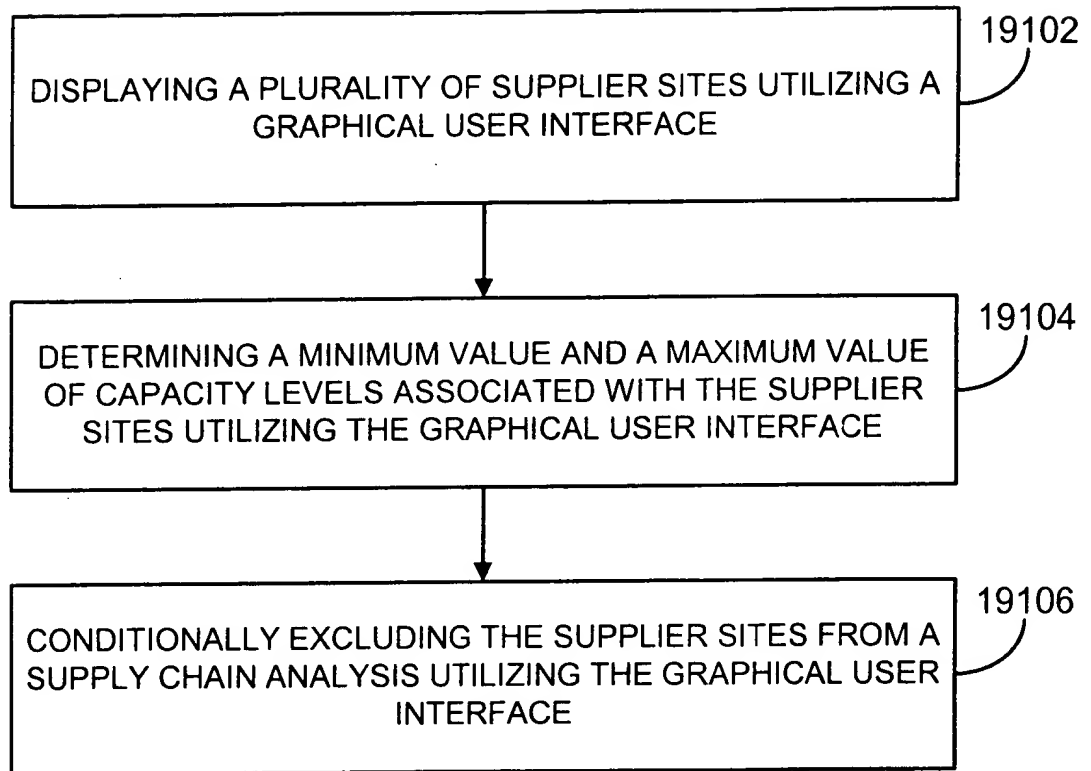 19102
DISPLAYING A PLURALITY OF SUPPLIER SITES UTILIZING A
GRAPHICAL USER INTERFACE
19104
DETERMINING A MINIMUM VALUE AND A MAXIMUM VALUE
OF CAPACITY LEVELS ASSOCIATED WITH THE SUPPLIER
SITES UTILIZING THE GRAPHICAL USER INTERFACE
19106
CONDITIONALLY EXCLUDING THE SUPPLIER SITES FROM A
SUPPLY CHAIN ANALYSIS UTILIZING THE GRAPHICAL USER
INTERFACE